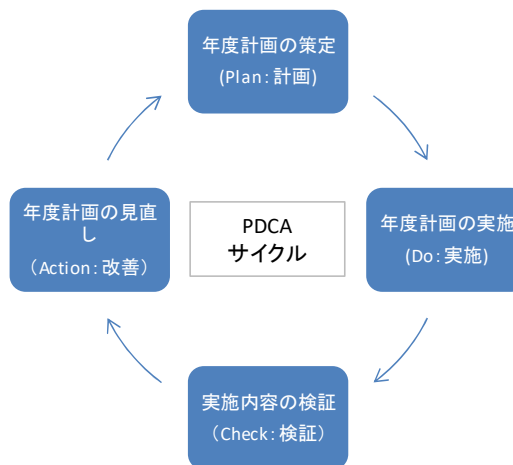 年度計画の策定
(Plan：計画)
年度計画の見直
し
（Action：改善）
PDCA
サイクル
年度計画の実施
(Do：実施)
実施内容の検証
（Check：検証）